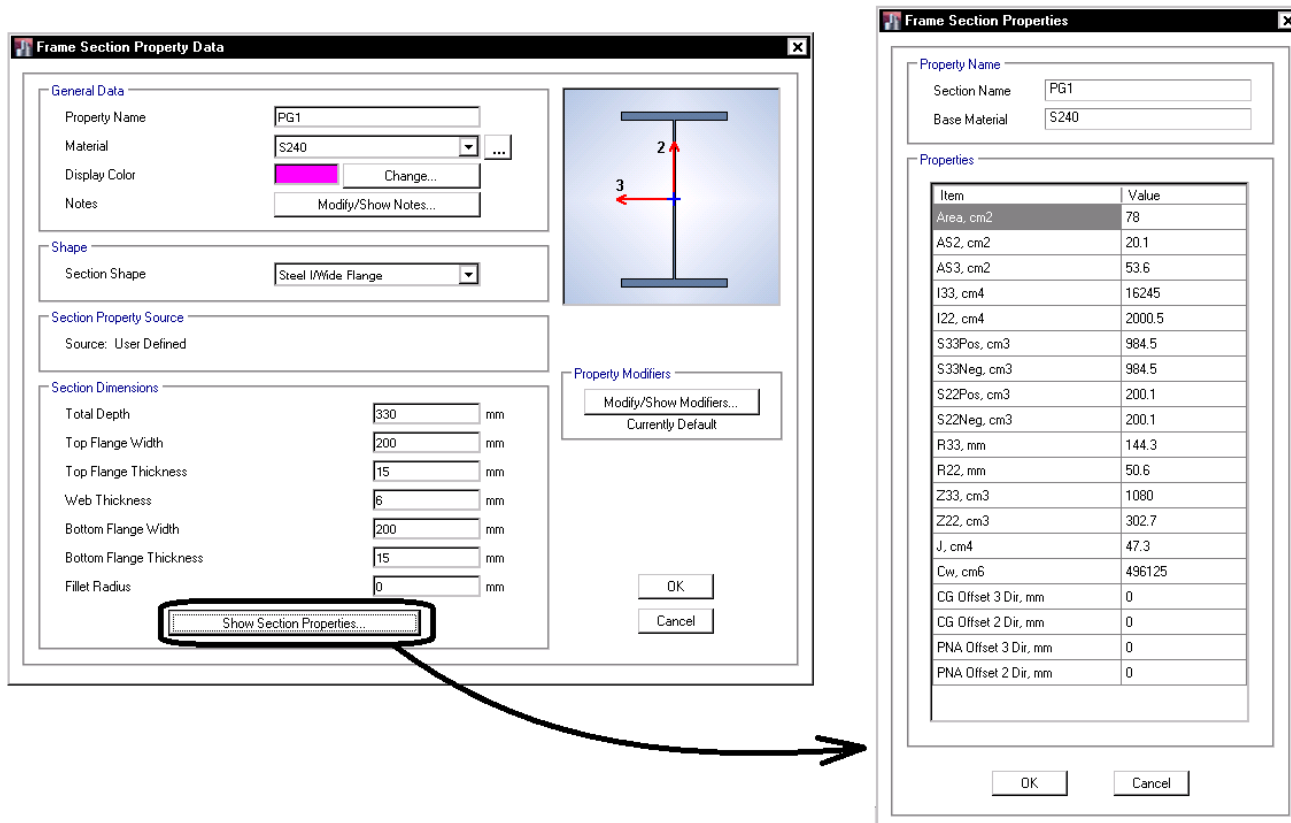 Frame Section Property Data
General Data
Property Name PG1
Material S240 ...
Display Color Change...
Notes Modify/Show Notes...
2
3
Shape
Section Shape Steel I/Wide Flange
Section Property Source
Source: User Defined
Section Dimensions
Total Depth 330 mm
Top Flange Width 200 mm
Top Flange Thickness 15 mm
Web Thickness 6 mm
Bottom Flange Width 200 mm
Bottom Flange Thickness 15 mm
Fillet Radius 0 mm
Show Section Properties...
Property Modifiers
Modify/Show Modifiers...
Currently Default
OK
Cancel
Frame Section Properties
Property Name
Section Name PG1
Base Material S240
Properties
Item Value
Area, cm2 78
AS2, cm2 20.1
AS3, cm2 53.6
I33, cm4 16245
I22, cm4 2000.5
S33Pos, cm3 984.5
S33Neg, cm3 984.5
S22Pos, cm3 200.1
S22Neg, cm3 200.1
R33, mm 144.3
R22, mm 50.6
Z33, cm3 1080
Z22, cm3 302.7
J, cm4 47.3
Cw, cm6 496125
CG Offset 3 Dir, mm 0
CG Offset 2 Dir, mm 0
PNA Offset 3 Dir, mm 0
PNA Offset 2 Dir, mm 0
OK Cancel